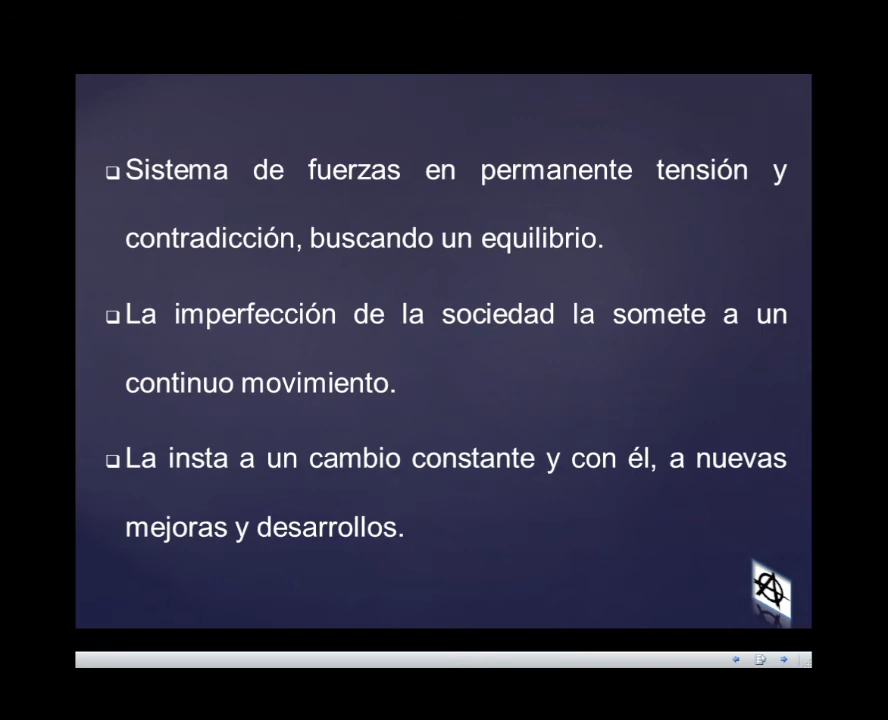 Sistema de fuerzas en permanente tensión y
contradicción, buscando un equilibrio.
La imperfección de la sociedad la somete a un
continuo movimiento.
La insta a un cambio constante y con él, a nuevas
mejoras y desarrollos.